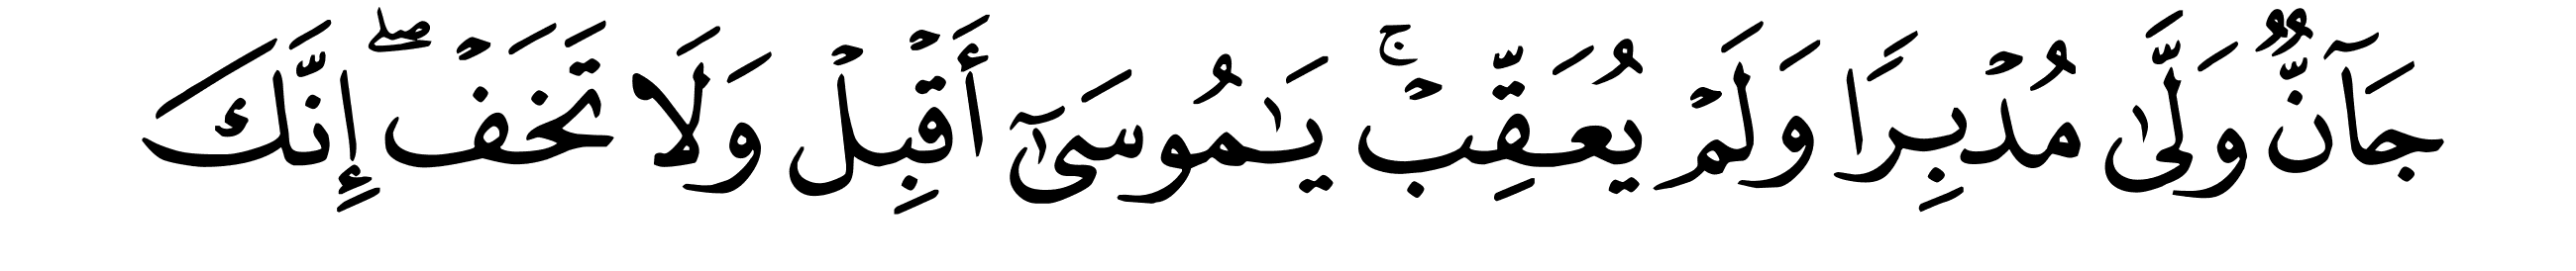 جَآنٌّ وَلَّىٰ مُدۡبِرًا وَلَمۡ يُعَقِّبۡۚ يَٰمُوسَىٰٓ أَقۡبِلۡ وَلَا تَخَفۡۖ إِنَّكَ